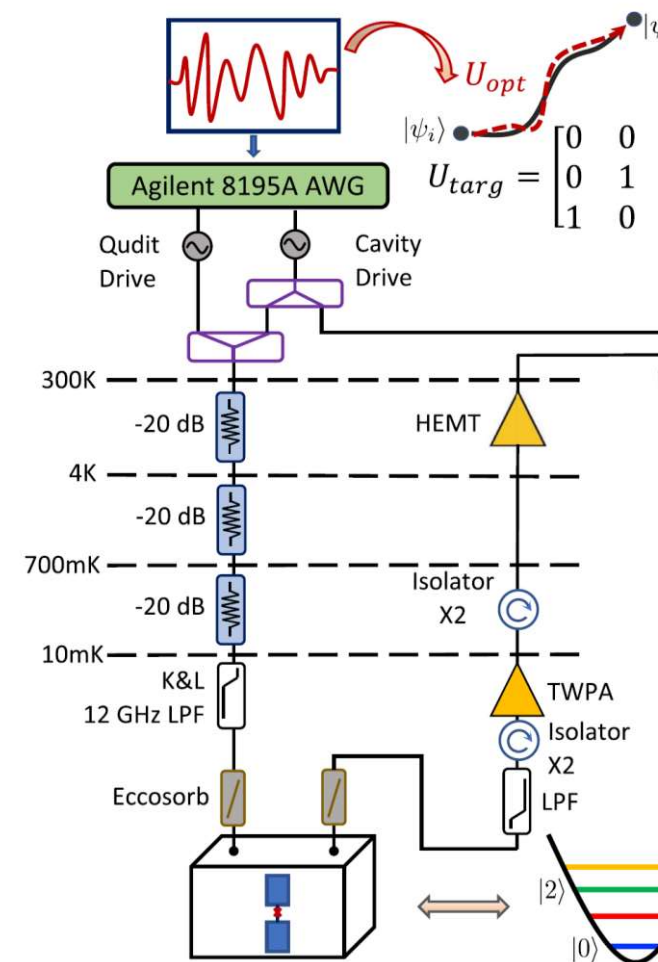 U_opt
|ψ
|ψ_i⟩
U_targ = [0 0
0 1
1 0
Agilent 8195A AWG
Qudit
Drive
Cavity
Drive
300K
-20 dB
HEMT
4K
-20 dB
700mK
-20 dB
Isolator
X2
10mK
K&L
12 GHz LPF
TWPA
Isolator
X2
Eccosorb
LPF
|2⟩
|0⟩